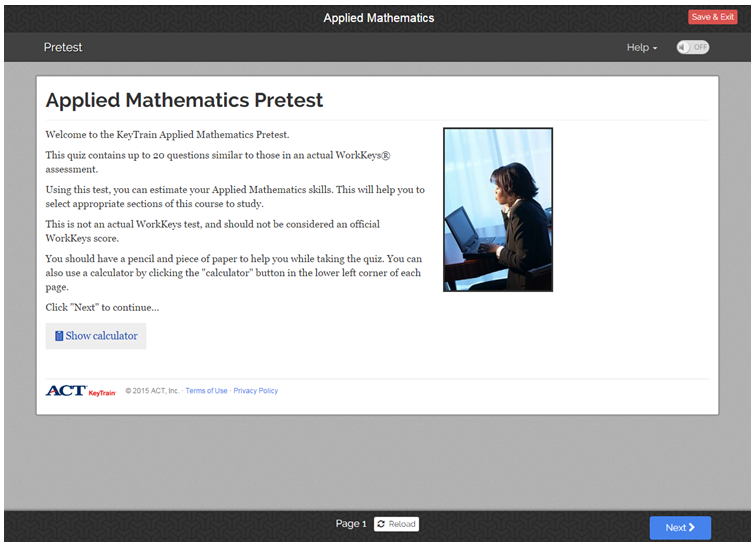 Applied Mathematics
Save & Exit
Pretest
Help
OFF
Applied Mathematics Pretest
Welcome to the KeyTrain Applied Mathematics Pretest.
This quiz contains up to 20 questions similar to those in an actual WorkKeys®
assessment.
Using this test, you can estimate your Applied Mathematics skills. This will help you to
select appropriate sections of this course to study.
This is not an actual WorkKeys test, and should not be considered an official
WorkKeys score.
You should have a pencil and piece of paper to help you while taking the quiz. You can
also use a calculator by clicking the "calculator" button in the lower left corner of each
page.
Click "Next" to continue...
Show calculator
ACT KeyTrain © 2015 ACT, Inc. · Terms of Use · Privacy Policy
Page 1 Reload
Next